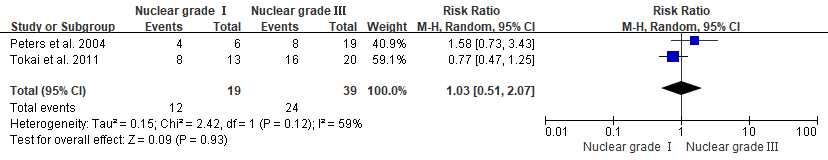 Nuclear grade Ⅰ Nuclear grade Ⅲ Risk Ratio Risk Ratio
Study or Subgroup Events Total Events Total Weight M-H, Random, 95% CI M-H, Random, 95% CI
Peters et al. 2004 4 6 8 19 40.9% 1.58 [0.73, 3.43]
Tokai et al. 2011 8 13 16 20 59.1% 0.77 [0.47, 1.25]
Total (95% CI) 19 39 100.0% 1.03 [0.51, 2.07]
Total events 12 24
Heterogeneity: Tau² = 0.15; Chi² = 2.42, df = 1 (P = 0.12); I² = 59%
Test for overall effect: Z = 0.09 (P = 0.93)
0.01 0.1 1 10 100
Nuclear grade Ⅰ Nuclear grade Ⅲ